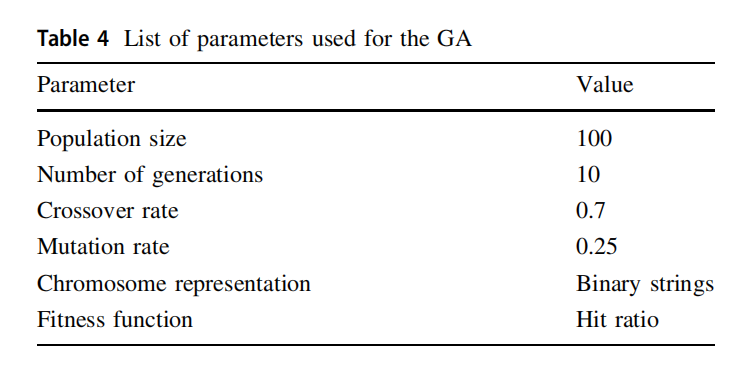 Table 4 List of parameters used for the GA
Parameter Value
Population size 100
Number of generations 10
Crossover rate 0.7
Mutation rate 0.25
Chromosome representation Binary strings
Fitness function Hit ratio